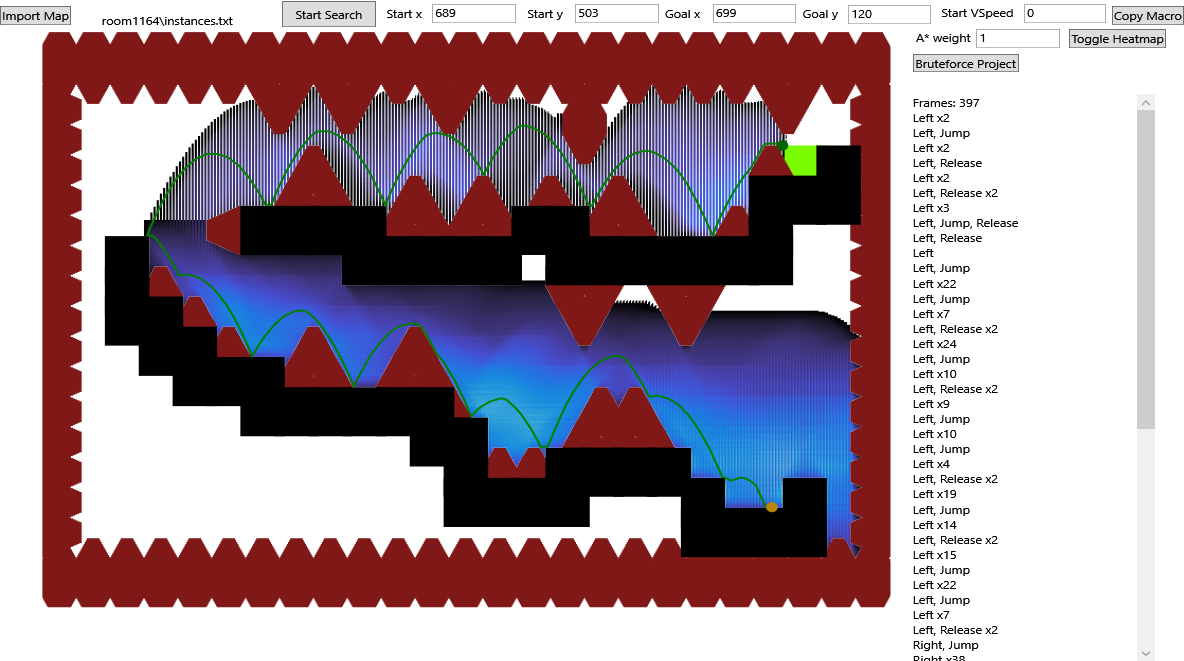 Import Map
room1164\instances.txt
Start Search
Start x 689
Start y 503
Goal x 699
Goal y 120
Start VSpeed 0
Copy Macro
A* weight 1
Toggle Heatmap
Bruteforce Project
Frames: 397
Left x2
Left, Jump
Left x2
Left, Release
Left x2
Left, Release x2
Left x3
Left, Jump, Release
Left, Release
Left
Left, Jump
Left x22
Left, Jump
Left x7
Left, Release x2
Left x24
Left, Jump
Left x10
Left, Release x2
Left x9
Left, Jump
Left x10
Left, Jump
Left x4
Left, Release x2
Left x19
Left, Jump
Left x14
Left, Release x2
Left x15
Left, Jump
Left x22
Left, Jump
Left x7
Left, Release x2
Right, Jump
Right x38